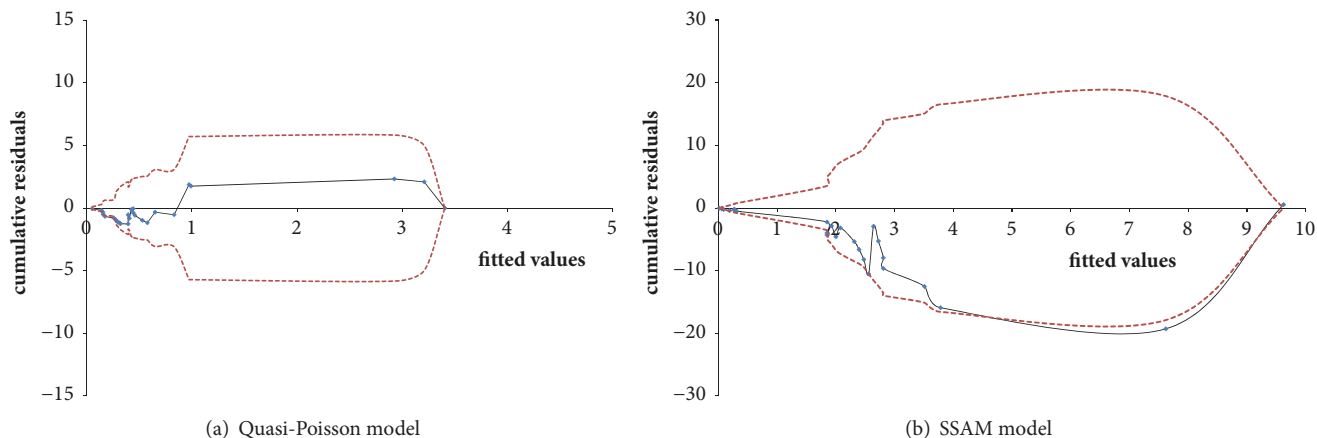 15
10
5
0
−5
−10
−15
0 1 2 3 4 5
cumulative residuals
fitted values
(a) Quasi-Poisson model
30
20
10
0
−10
−20
−30
0 1 2 3 4 5 6 7 8 9 10
cumulative residuals
fitted values
(b) SSAM model